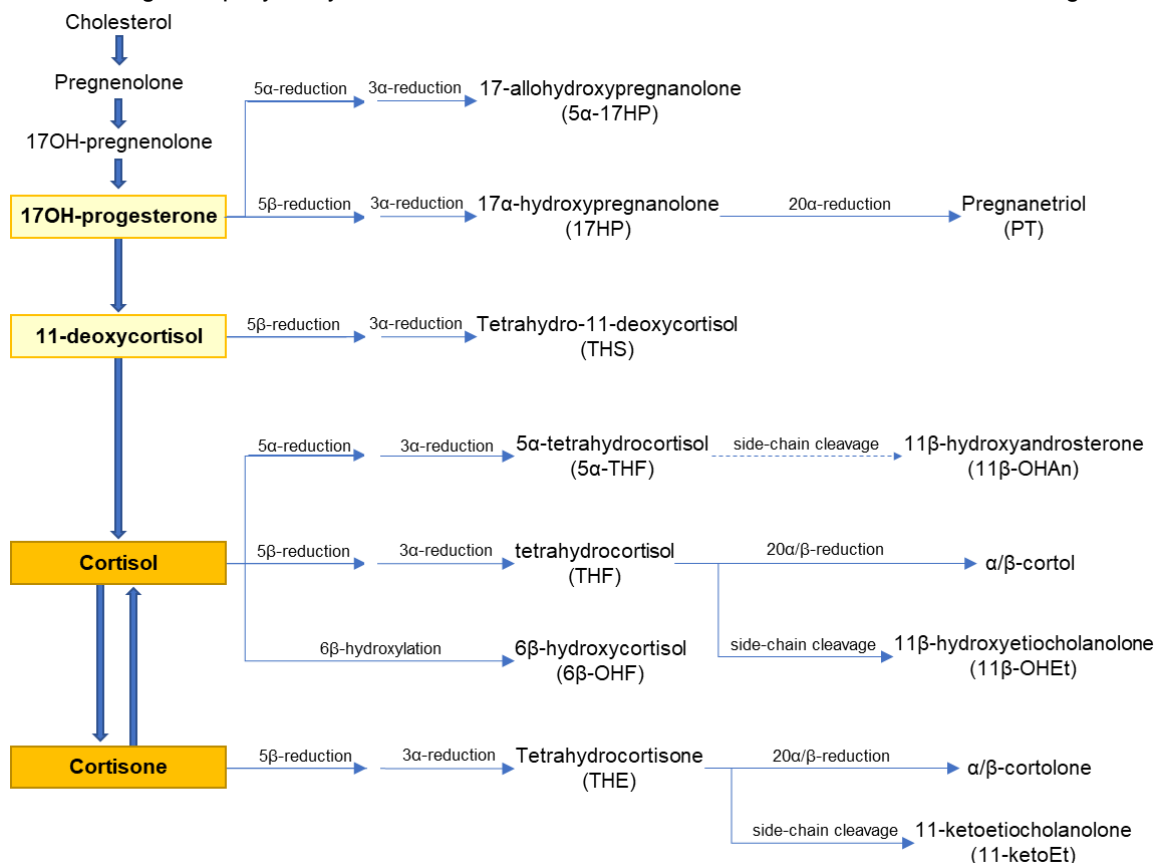 Cholesterol
Pregnenolone
17OH-pregnenolone
17OH-progesterone
5α-reduction
3α-reduction
17-allohydroxypregnanolone
(5α-17HP)
5β-reduction
3α-reduction
17α-hydroxypregnanolone
(17HP)
20α-reduction
Pregnanetriol
(PT)
11-deoxycortisol
5β-reduction
3α-reduction
Tetrahydro-11-deoxycortisol
(THS)
Cortisol
5α-reduction
3α-reduction
5α-tetrahydrocortisol
(5α-THF)
side-chain cleavage
11β-hydroxyandrosterone
(11β-OHAn)
5β-reduction
3α-reduction
tetrahydrocortisol
(THF)
20α/β-reduction
α/β-cortol
side-chain cleavage
11β-hydroxyetiocholanolone
(11β-OHEt)
6β-hydroxylation
6β-hydroxycortisol
(6β-OHF)
Cortisone
5β-reduction
3α-reduction
Tetrahydrocortisone
(THE)
20α/β-reduction
α/β-cortolone
side-chain cleavage
11-ketoetiocholanolone
(11-ketoEt)